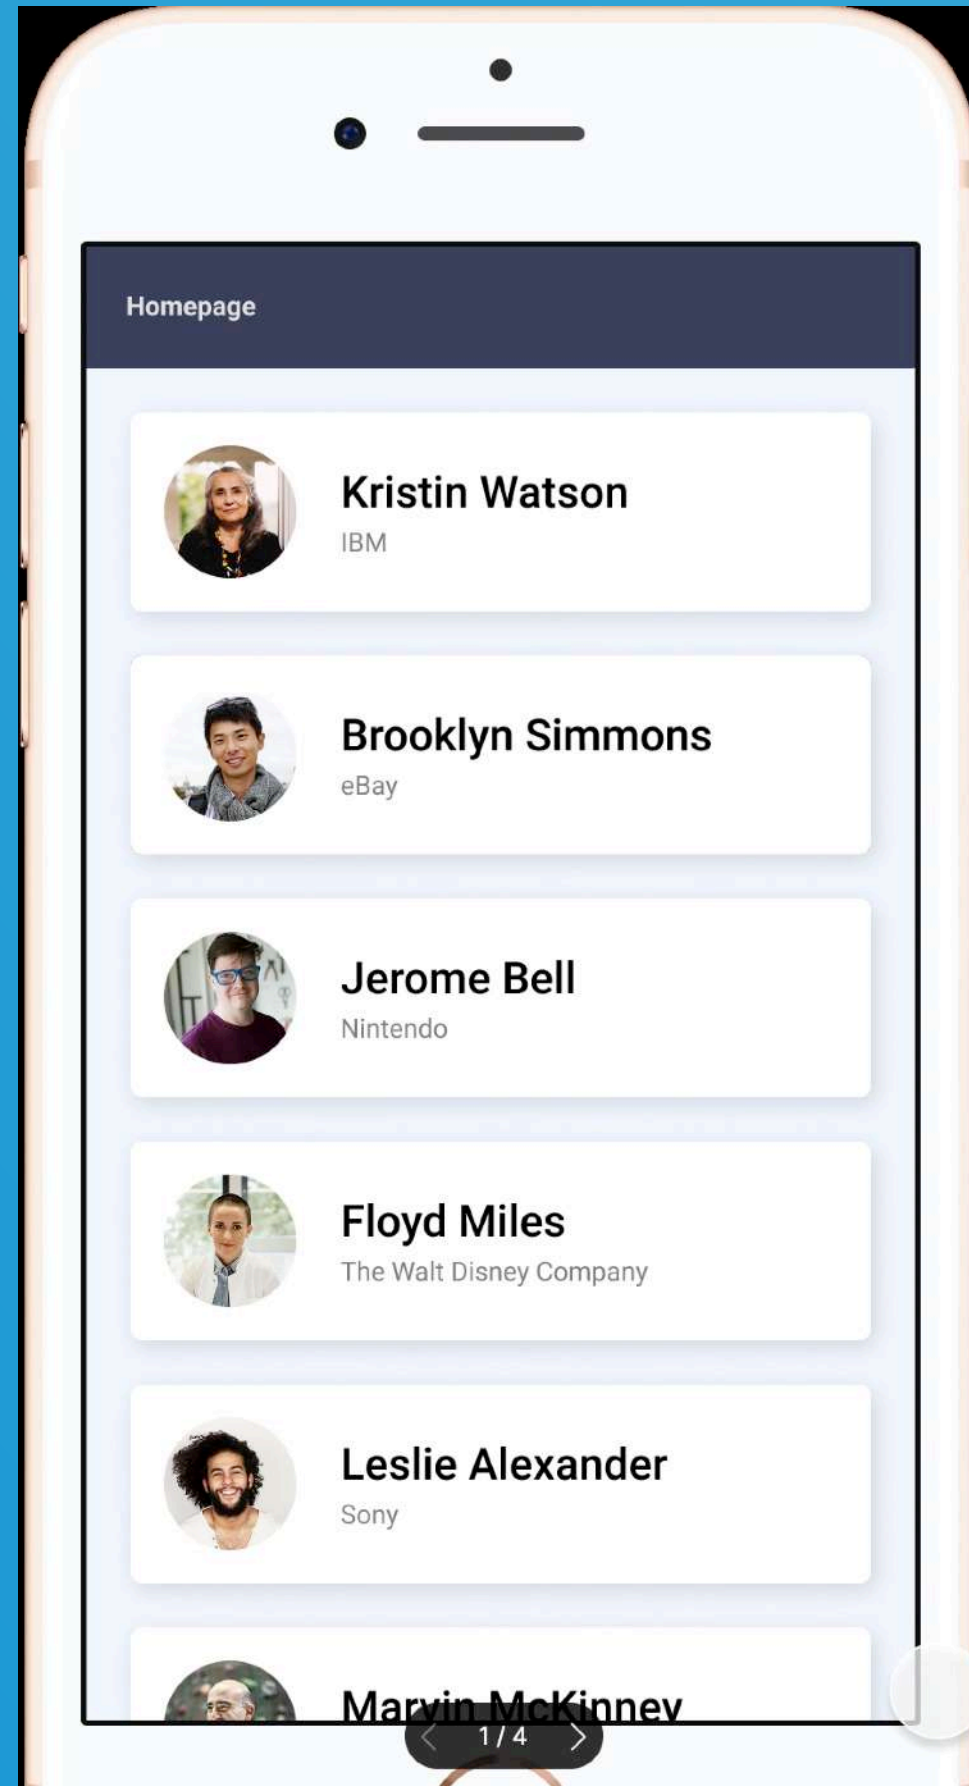 Homepage
Kristin Watson
IBM
Brooklyn Simmons
eBay
Jerome Bell
Nintendo
Floyd Miles
The Walt Disney Company
Leslie Alexander
Sony
Marvin McKinney
1 / 4